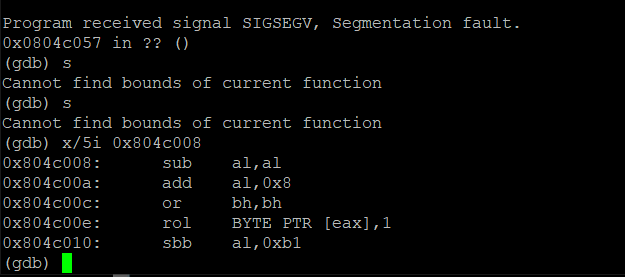 Program received signal SIGSEGV, Segmentation fault.
0x0804c057 in ?? ()
(gdb) s
Cannot find bounds of current function
(gdb) s
Cannot find bounds of current function
(gdb) x/5i 0x804c008
0x804c008: sub al,al
0x804c00a: add al,0x8
0x804c00c: or bh,bh
0x804c00e: rol BYTE PTR [eax],1
0x804c010: sbb al,0xb1
(gdb)